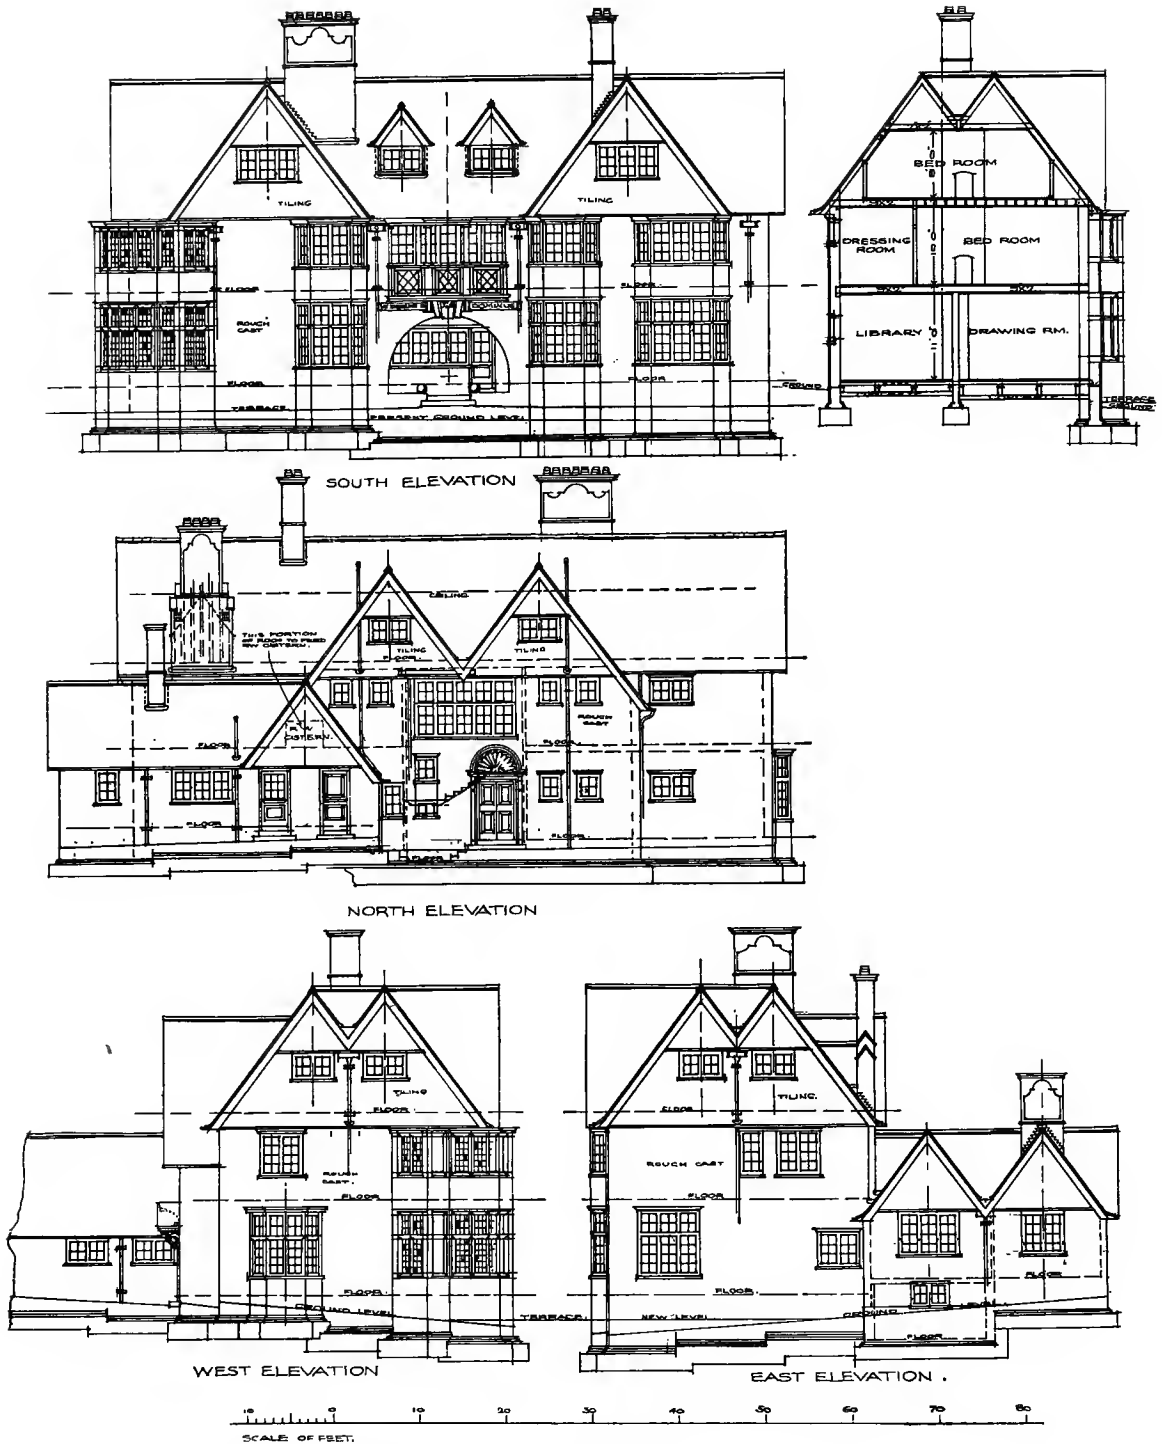 TILING
TILING
ROUGH
CAST
FLOOR
FLOOR
FLOOR
FLOOR
TERRACE
PRESENT GROUND LEVEL
SOUTH ELEVATION
BED ROOM
DRESSING
ROOM
BED ROOM
LIBRARY
DRAWING RM.
GROUND
TERRACE
GROUND
CEILING
THIS PORTION
OF ROOF TO FEED
RW CISTERN.
TILING
TILING
FLOOR.
R W
CISTERN.
ROUGH
CAST
FLOOR
FLOOR.
FLOOR
FLOOR.
FLOOR
NORTH ELEVATION
TILING
FLOOR
ROUGH
CAST.
FLOOR
FLOOR.
GROUND LEVEL
TERRACE.
WEST ELEVATION
FLOOR
TILING.
ROUGH CAST
FLOOR
FLOOR.
FLOOR
NEW LEVEL
GROUND LEVEL
FLOOR
EAST ELEVATION.
10 0 10 20 30 40 50 60 70 80
SCALE OF FEET.